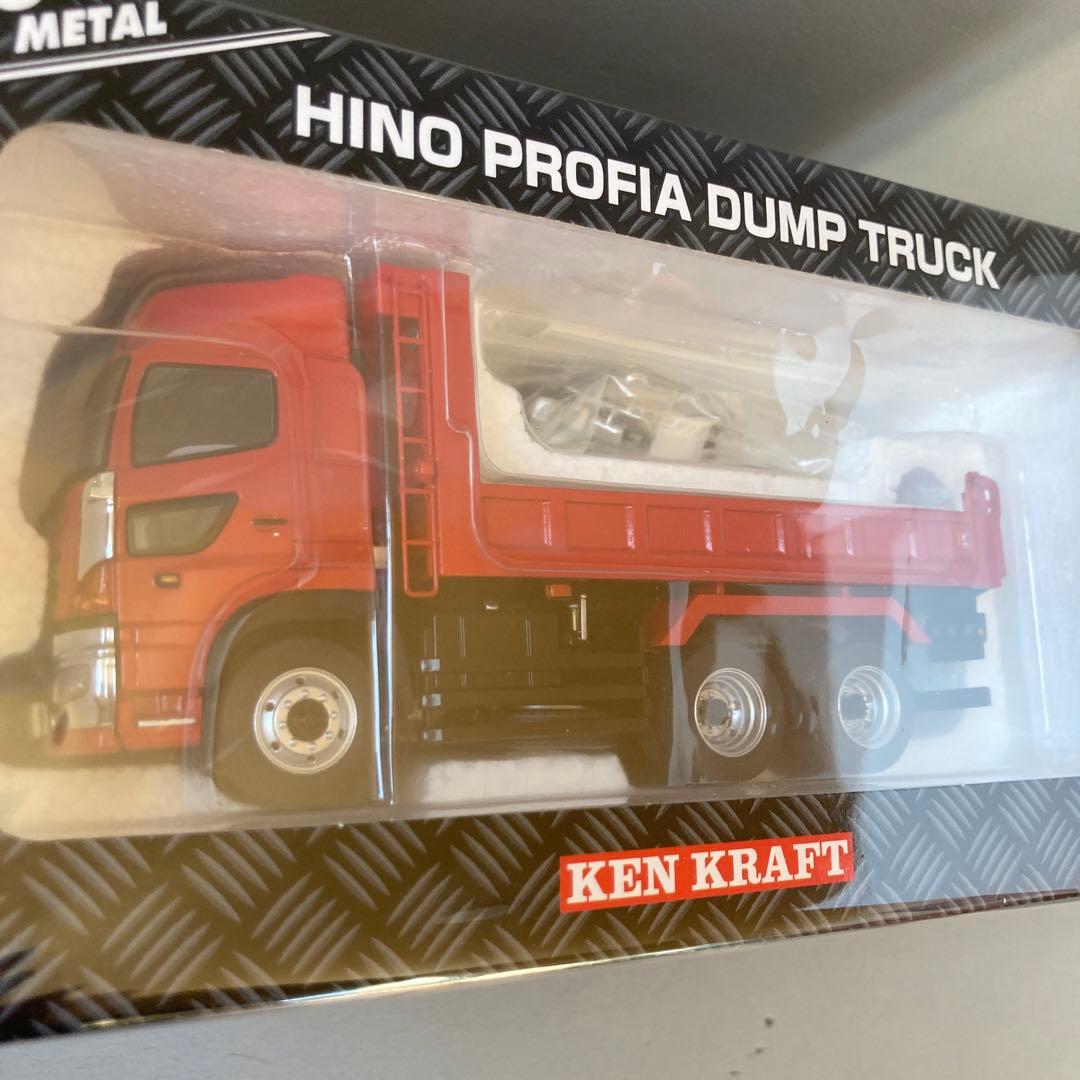 METAL
HINO PROFIA DUMP TRUCK
KEN KRAFT